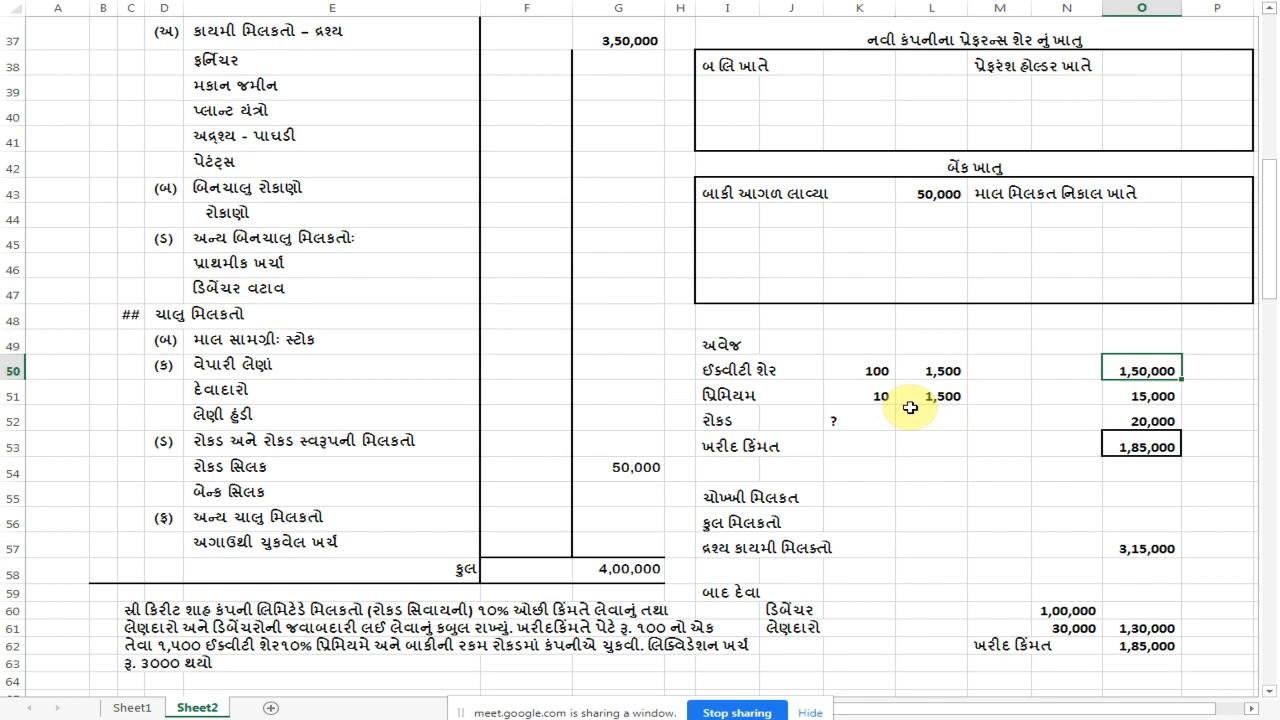 A B C D E F G H I J K L M N O P
37 (અ) કાયમી મિલકતો – દ્રશ્ય 3,50,000 નવી કંપનીના પ્રેફરન્સ શેર નું ખાતુ
38 ફર્નિચર બ લિ ખાતે પ્રેફરંશ હોલ્ડર ખાતે
39 મકાન જમીન
40 પ્લાન્ટ યંત્રો
41 અદ્રશ્ય - પાઘડી
42 પેટંટ્સ બેંક ખાતુ
43 (બ) બિનચાલુ રોકાણો બાકી આગળ લાવ્યા 50,000 માલ મિલકત નિકાલ ખાતે
44 રોકાણો
45 (ડ) અન્ય બિનચાલુ મિલકતોઃ
46 પ્રાથમીક ખર્ચા
47 ડિબેંચર વટાવ
48 ## ચાલુ મિલકતો
49 (બ) માલ સામગ્રીઃ સ્ટોક અવેજ
50 (ક) વેપારી લેણાં ઈક્વીટી શેર 100 1,500 1,50,000
51 દેવાદારો પ્રિમિયમ 10 1,500 15,000
52 લેણી હુંડી રોકડ ? 20,000
53 (ડ) રોકડ અને રોકડ સ્વરૂપની મિલકતો ખરીદ કિંમત 1,85,000
54 રોકડ સિલક 50,000
55 બેન્ક સિલક ચોખ્ખી મિલકત
56 (ફ) અન્ય ચાલુ મિલકતો કુલ મિલકતો
57 અગાઉથી ચુકવેલ ખર્ચ દ્રશ્ય કાયમી મિલક્તો 3,15,000
58 કુલ 4,00,000
59 બાદ દેવા
60 સ્રી કિરીટ શાહ કંપની લિમિટેડે મિલકતો (રોકડ સિવાયની) ૧૦% ઓછી કિંમતે લેવાનું તથા ડિબેંચર 1,00,000
61 લેણદારો અને ડિબેંચરોની જવાબદારી લઈ લેવાનું કબુલ રાખ્યું. ખરીદકિંમતે પેટે રૂ. ૧૦૦ નો એક લેણદારો 30,000 1,30,000
62 તેવા ૧,૫૦૦ ઈક્વીટી શેર૧૦% પ્રિમિયમે અને બાકીની રકમ રોકડમાં કંપનીએ ચુકવી. લિક્વિડેશન ખર્ચ ખરીદ કિંમત 1,85,000
63 રૂ. ૩૦૦૦ થયો
64
Sheet1 Sheet2
meet.google.com is sharing a window. Stop sharing Hide